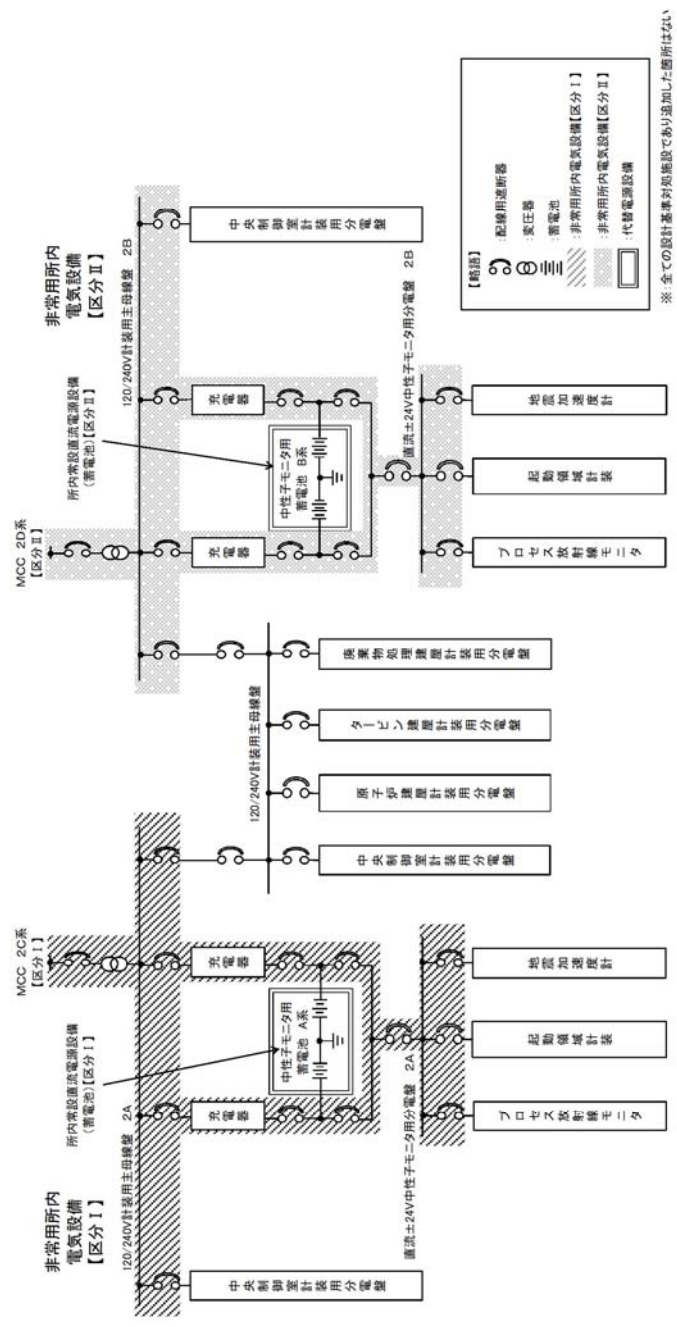 非常用所内
電気設備
【区分Ⅰ】
120/240V計装用主母線盤 2A
所内常設直流電源設備
(蓄電池)【区分Ⅰ】
MCC 2C系
【区分Ⅰ】
中央制御室計装用分電盤
充電器
充電器
中性子モニタ用
蓄電池 A系
直流±24V中性子モニタ用分電盤 2A
プロセス放射線モニタ
起動領域計装
地震加速度計
120/240V計装用主母線盤
中央制御室計装用分電盤
原子炉建屋計装用分電盤
タービン建屋計装用分電盤
廃棄物処理建屋計装用分電盤
MCC 2D系
【区分Ⅱ】
所内常設直流電源設備
(蓄電池)【区分Ⅱ】
120/240V計装用主母線盤 2B
非常用所内
電気設備
【区分Ⅱ】
充電器
充電器
中性子モニタ用
蓄電池 B系
中央制御室計装用分電盤
直流±24V中性子モニタ用分電盤 2B
プロセス放射線モニタ
起動領域計装
地震加速度計
【略語】
:配線用遮断器
:変圧器
:蓄電池
:非常用所内電気設備【区分Ⅰ】
:非常用所内電気設備【区分Ⅱ】
:代替電源設備
※:全ての設計基準対処施設であり追加した箇所はない